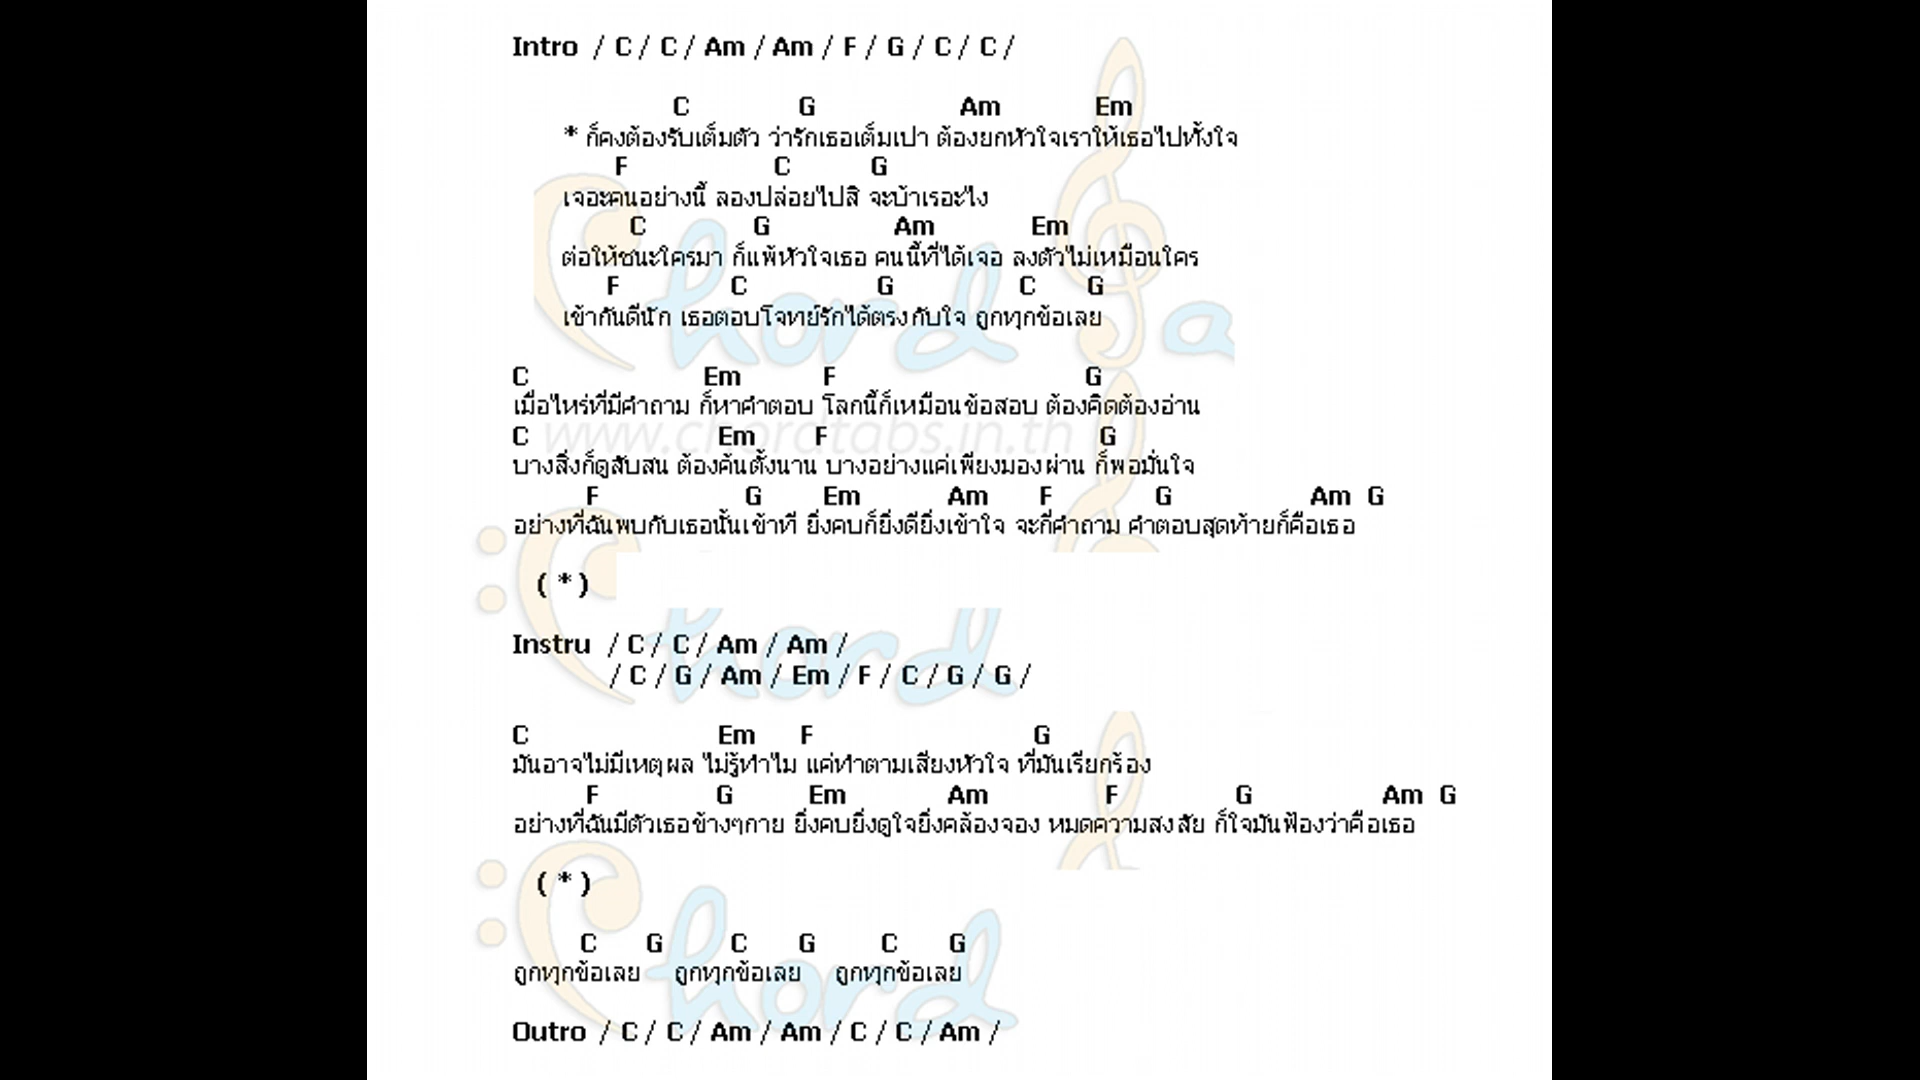 Intro / C / C / Am / Am / F / G / C / C /
C G Am Em
* ก็คงต้องรับเต็มตัว ว่ารักเธอเต็มเปา ต้องยกหัวใจเราให้เธอไปทั้งใจ
F C G
เจอะคนอย่างนี้ ลองปล่อยไปสิ จะบ้าเรอะไง
C G Am Em
ต่อให้ชนะใครมา ก็แพ้หัวใจเธอ คนนี้ที่ได้เจอ ลงตัวไม่เหมือนใคร
F C G C G
เข้ากันดีนัก เธอตอบโจทย์รักได้ตรงกับใจ ถูกทุกข้อเลย
C Em F G
เมื่อไหร่ที่มีคำถาม ก็หาคำตอบ โลกนี้ก็เหมือนข้อสอบ ต้องคิดต้องอ่าน
www.chordtabs.in.th
C Em F G
บางสิ่งก็ดูสับสน ต้องค้นตั้งนาน บางอย่างแค่เพียงมองผ่าน ก็พอมั่นใจ
F G Em Am F G Am G
อย่างที่ฉันพบกับเธอนั้นเข้าที ยิ่งคบก็ยิ่งดียิ่งเข้าใจ จะกี่คำถาม คำตอบสุดท้ายก็คือเธอ
( * )
Instru / C / C / Am / Am /
/ C / G / Am / Em / F / C / G / G /
C Em F G
มันอาจไม่มีเหตุผล ไม่รู้ทำไม แค่ทำตามเสียงหัวใจ ที่มันเรียกร้อง
F G Em Am F G Am G
อย่างที่ฉันมีตัวเธอข้างๆกาย ยิ่งคบยิ่งดูใจยิ่งคล้องจอง หมดความสงสัย ก็ใจมันฟ้องว่าคือเธอ
( * )
C G C G C G
ถูกทุกข้อเลย ถูกทุกข้อเลย ถูกทุกข้อเลย
Outro / C / C / Am / Am / C / C / Am /